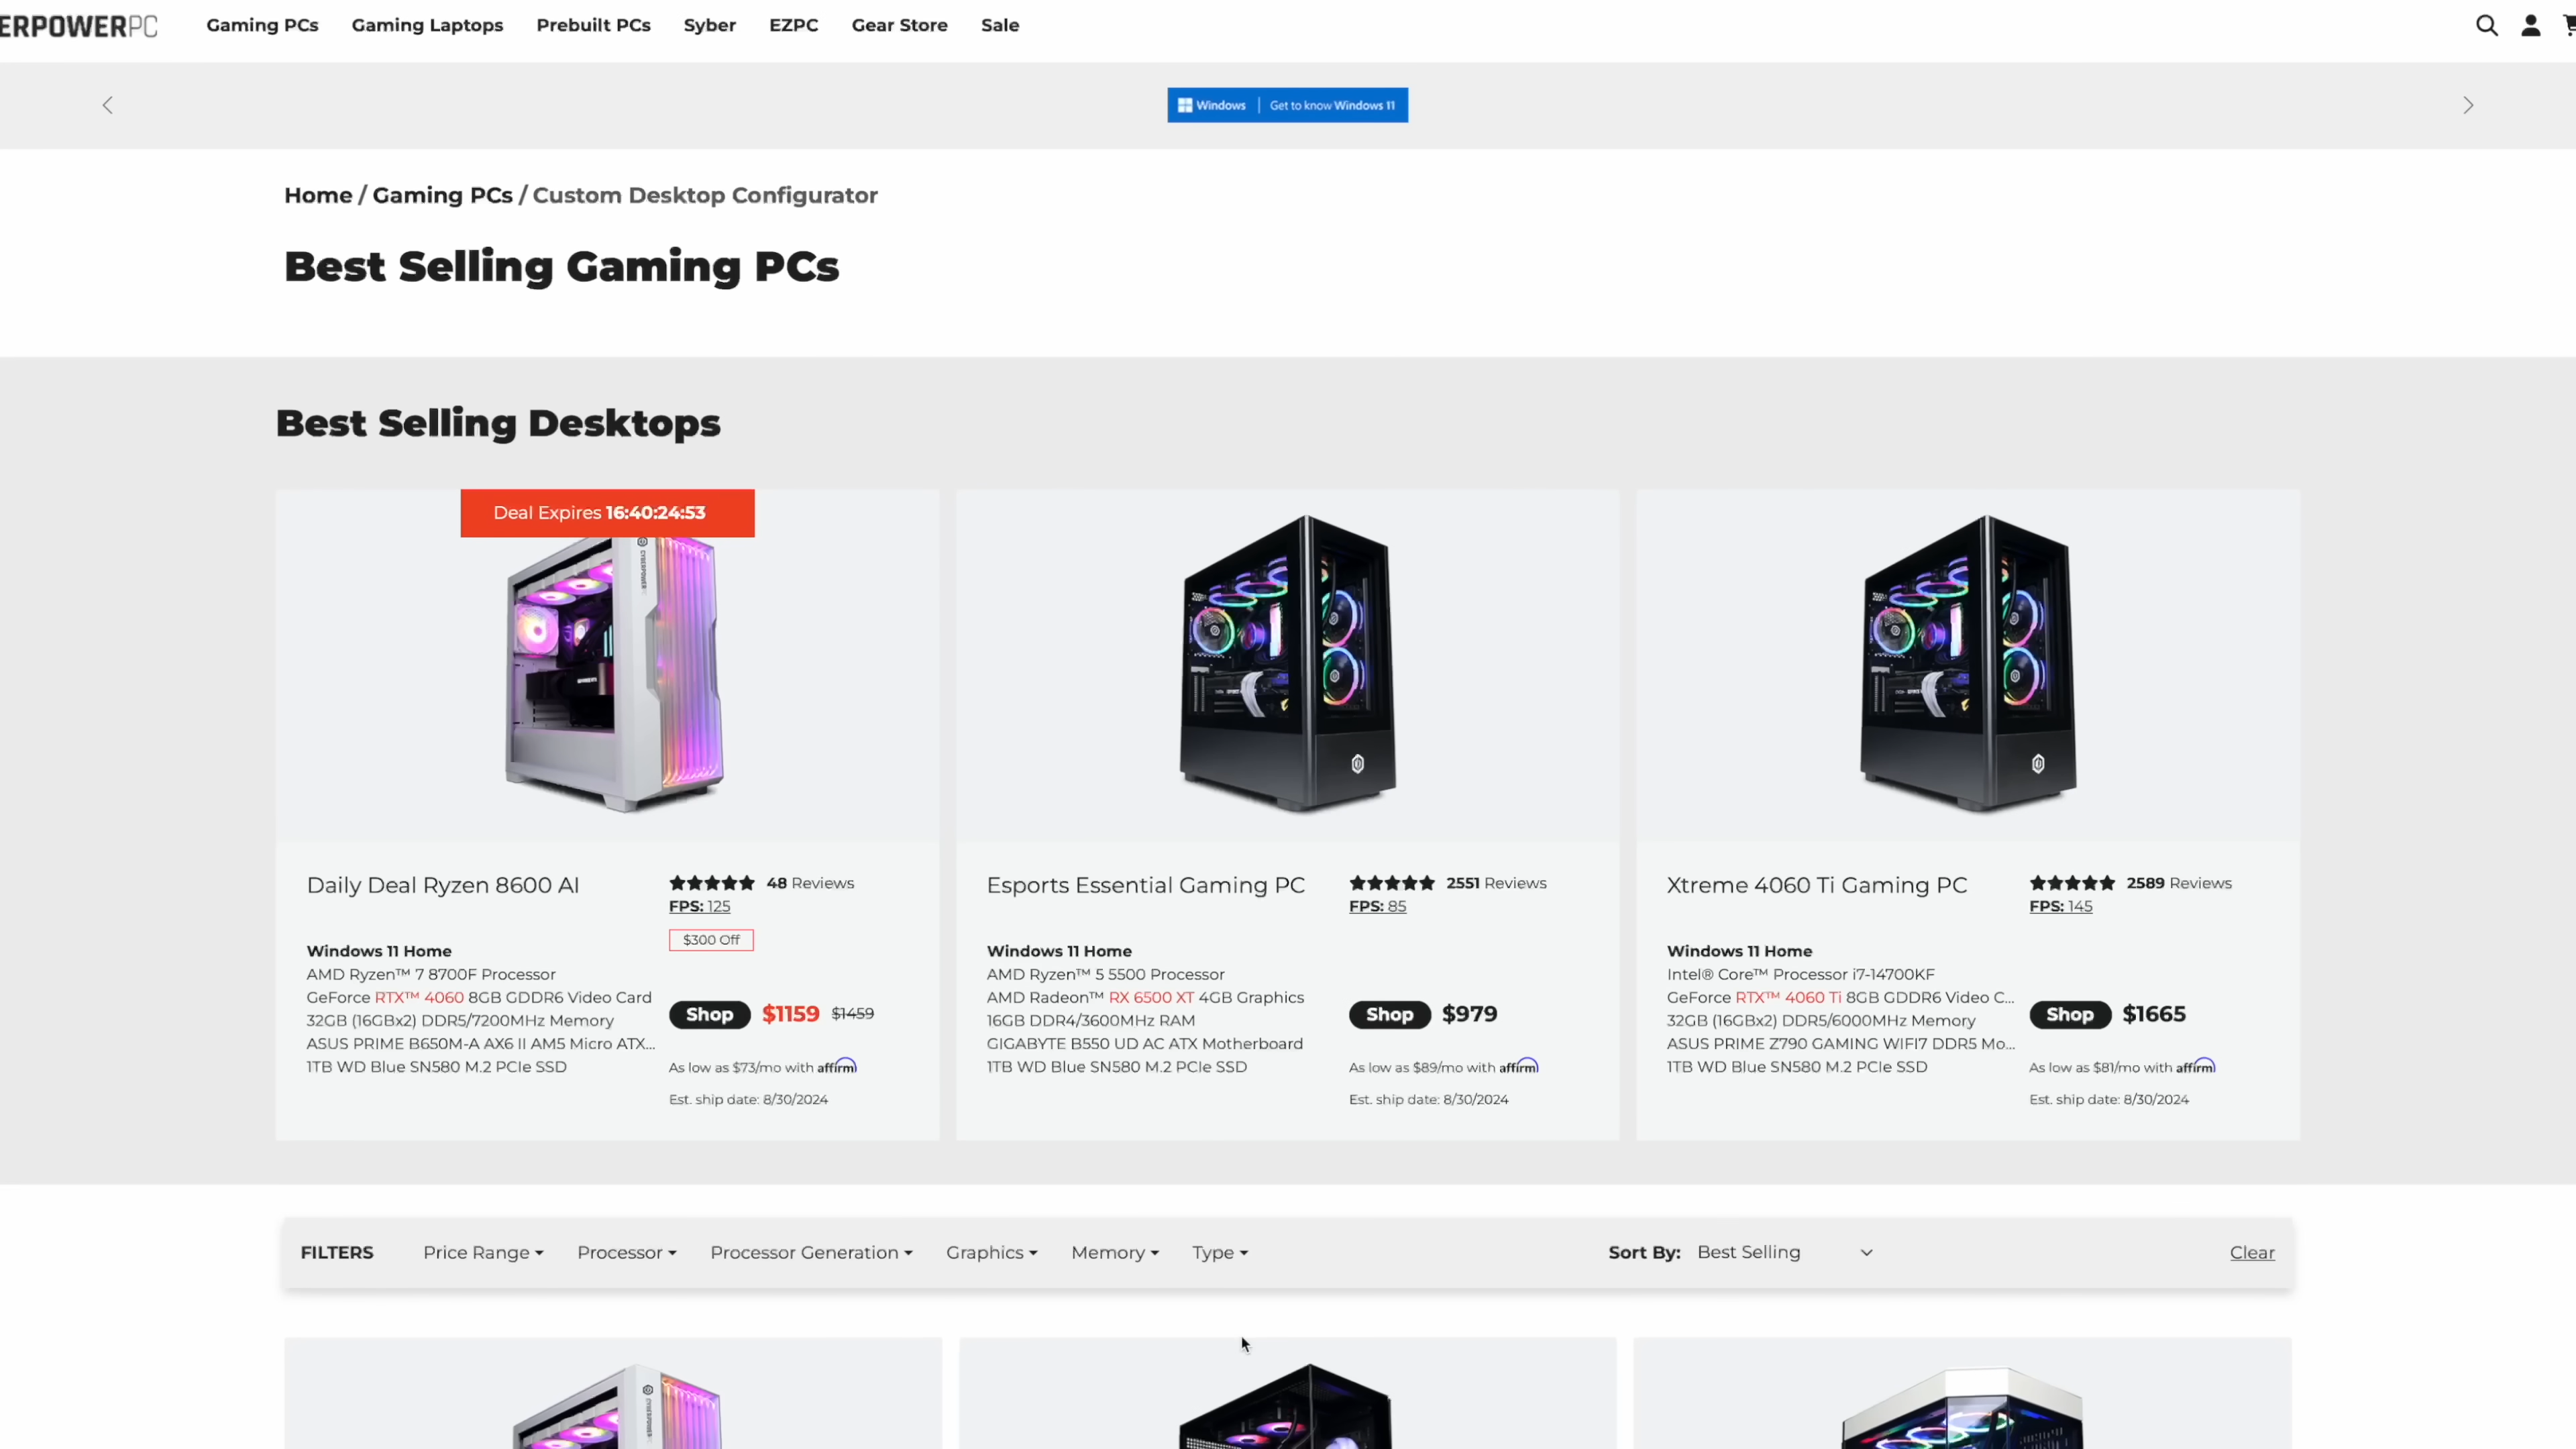 ERPOWERPC
Gaming PCs Gaming Laptops Prebuilt PCs Syber EZPC Gear Store Sale
Windows | Get to know Windows 11
Home / Gaming PCs / Custom Desktop Configurator
Best Selling Gaming PCs
Best Selling Desktops
Deal Expires 16:40:24:53
Daily Deal Ryzen 8600 AI
48 Reviews
FPS: 125
$300 Off
Windows 11 Home
AMD Ryzen™ 7 8700F Processor
GeForce RTX™ 4060 8GB GDDR6 Video Card
32GB (16GBx2) DDR5/7200MHz Memory
ASUS PRIME B650M-A AX6 II AM5 Micro ATX...
1TB WD Blue SN580 M.2 PCIe SSD
Shop $1159 $1459
As low as $73/mo with affirm
Est. ship date: 8/30/2024
Esports Essential Gaming PC
2551 Reviews
FPS: 85
Windows 11 Home
AMD Ryzen™ 5 5500 Processor
AMD Radeon™ RX 6500 XT 4GB Graphics
16GB DDR4/3600MHz RAM
GIGABYTE B550 UD AC ATX Motherboard
1TB WD Blue SN580 M.2 PCIe SSD
Shop $979
As low as $89/mo with affirm
Est. ship date: 8/30/2024
Xtreme 4060 Ti Gaming PC
2589 Reviews
FPS: 145
Windows 11 Home
Intel® Core™ Processor i7-14700KF
GeForce RTX™ 4060 Ti 8GB GDDR6 Video C...
32GB (16GBx2) DDR5/6000MHz Memory
ASUS PRIME Z790 GAMING WIFI7 DDR5 Mo...
1TB WD Blue SN580 M.2 PCIe SSD
Shop $1665
As low as $81/mo with affirm
Est. ship date: 8/30/2024
FILTERS Price Range Processor Processor Generation Graphics Memory Type Sort By: Best Selling Clear